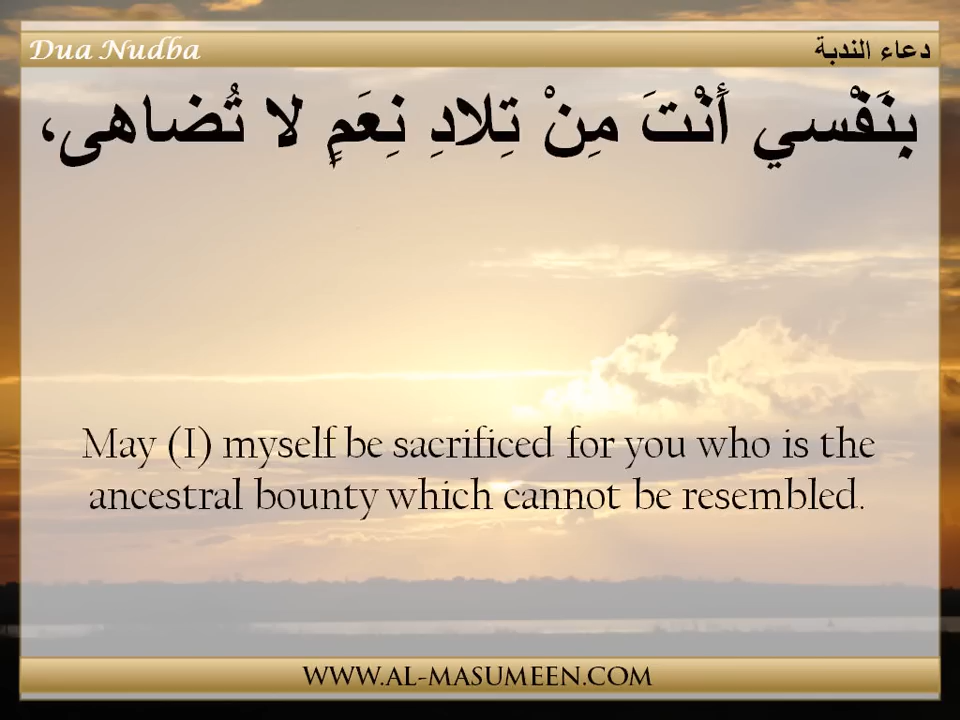 Dua Nudba
دعاء الندبة
بِنَفْسي أَنْتَ مِنْ تِلادِ نِعَمٍ لا تُضاهى،
May (I) myself be sacrificed for you who is the
ancestral bounty which cannot be resembled.
WWW.AL-MASUMEEN.COM